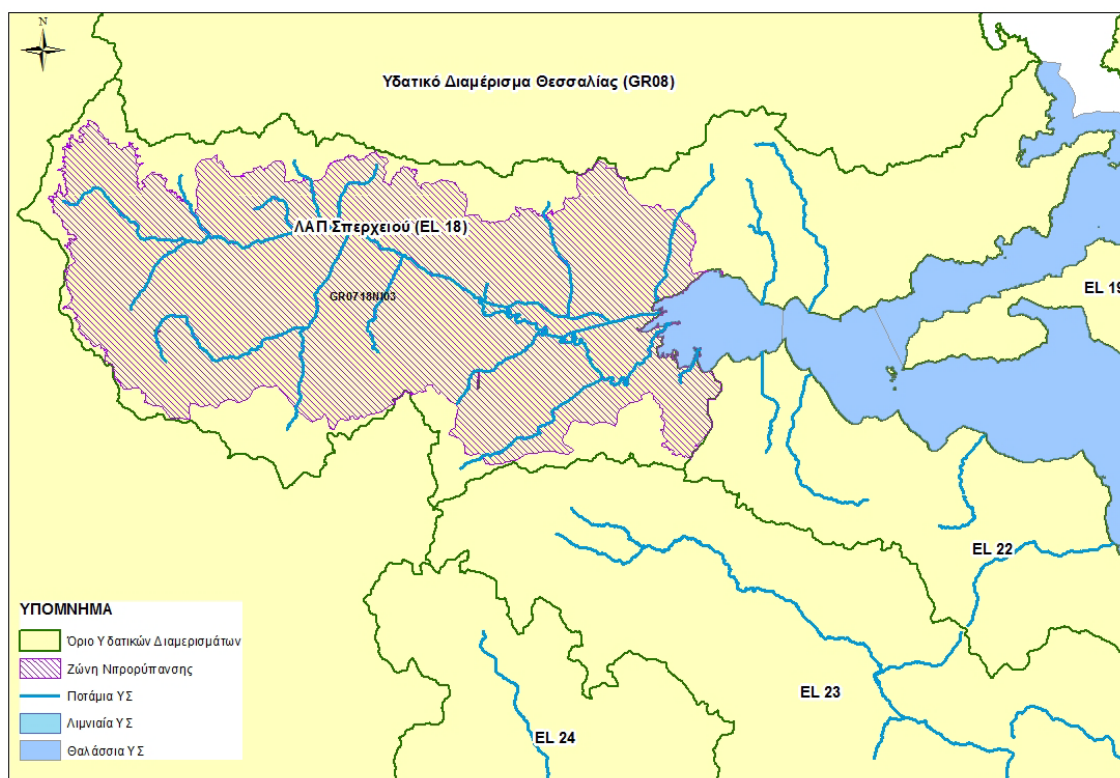 N
Υδατικό Διαμέρισμα Θεσσαλίας (GR08)
ΛΑΠ Σπερχειού (EL 18)
GR0718NI03
EL 19
EL 22
EL 23
EL 24
ΥΠΟΜΝΗΜΑ
Όριο Υδατικών Διαμερισμάτων
Ζώνη Νιτρορύπανσης
Ποτάμια ΥΣ
Λιμναία ΥΣ
Θαλάσσια ΥΣ